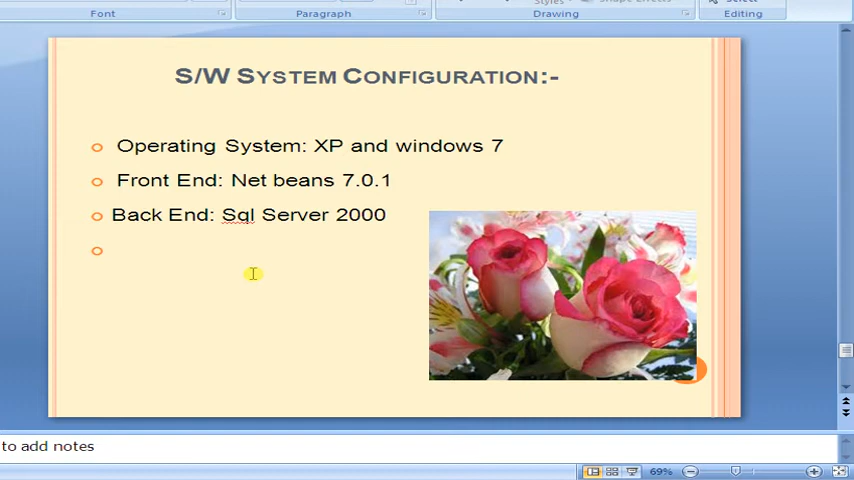 Font
Paragraph
Drawing
Editing
S/W SYSTEM CONFIGURATION:-
Operating System: XP and windows 7
Front End: Net beans 7.0.1
Back End: Sql Server 2000
to add notes
69%